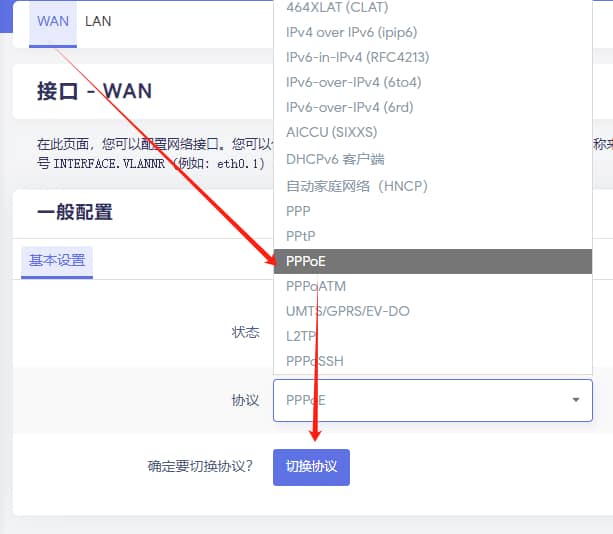 WAN LAN
接口 - WAN
在此页面，您可以配置网络接口。您可以
称来
号 INTERFACE.VLANNR（例如：eth0.1）
一般配置
基本设置
状态
464XLAT (CLAT)
IPv4 over IPv6 (ipip6)
IPv6-in-IPv4 (RFC4213)
IPv6-over-IPv4 (6to4)
IPv6-over-IPv4 (6rd)
AICCU (SIXXS)
DHCPv6 客户端
自动家庭网络（HNCP）
PPP
PPtP
PPPoE
PPPoATM
UMTS/GPRS/EV-DO
L2TP
PPPoSSH
协议 PPPoE
确定要切换协议？ 切换协议